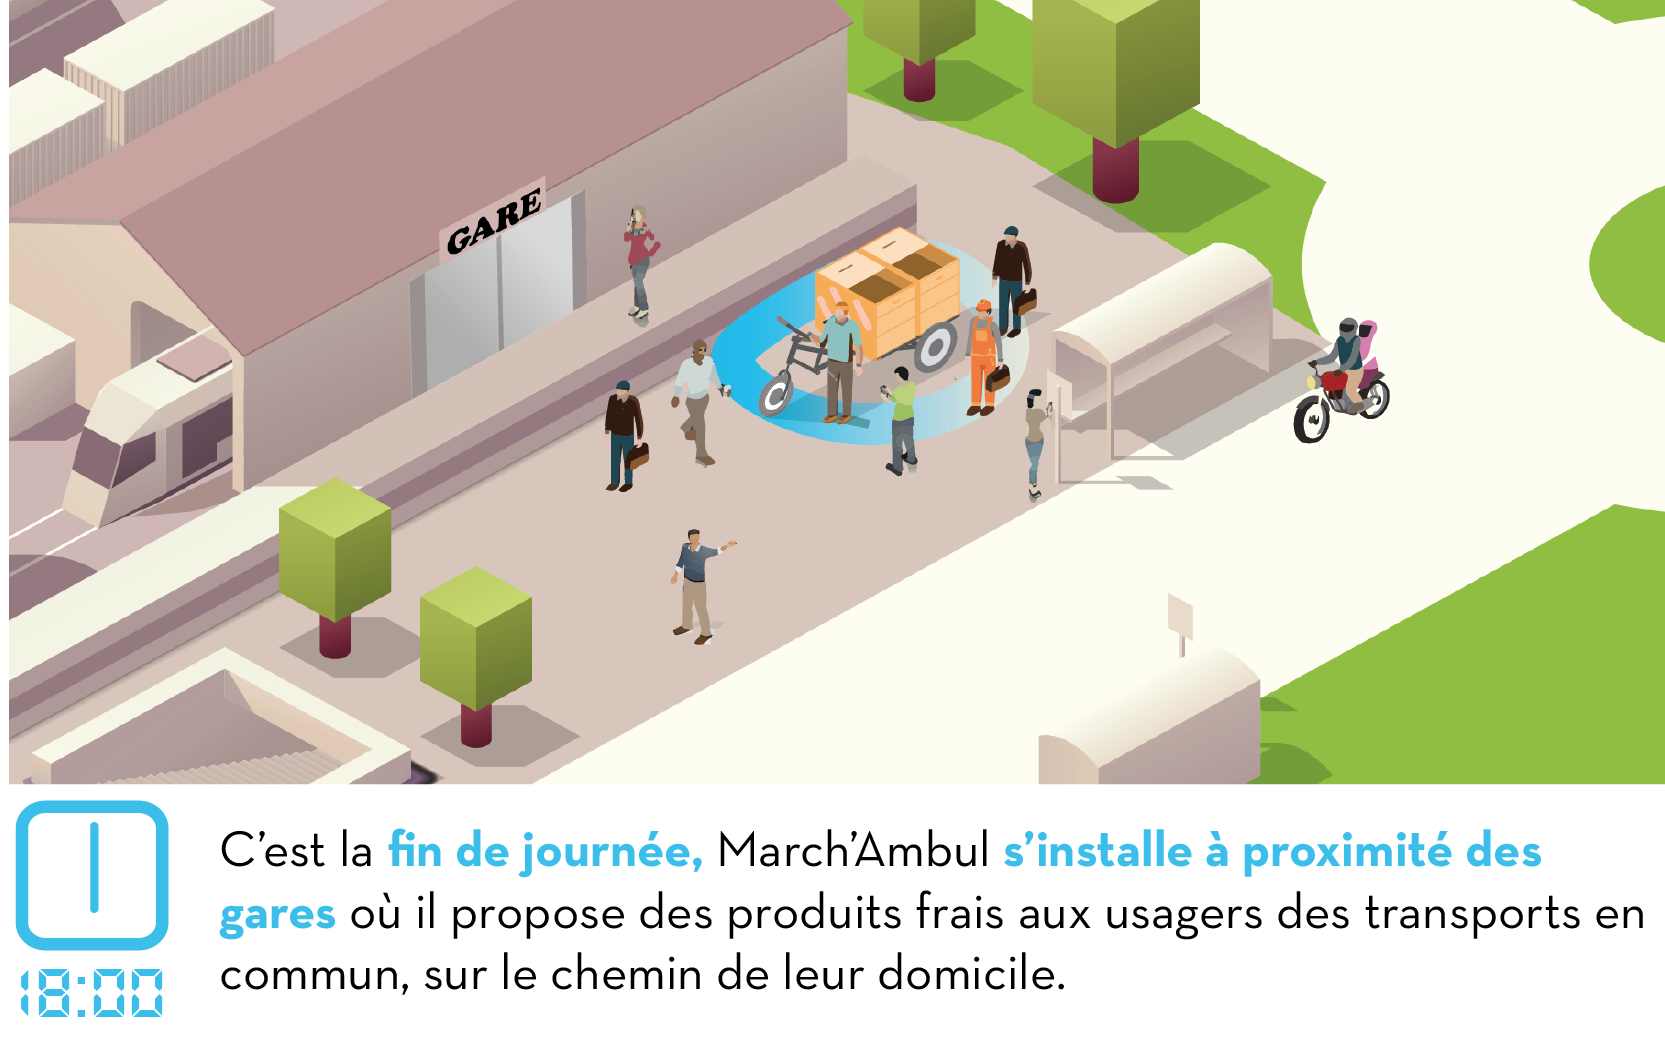 GARE
C’est la fin de journée, March’Ambul s’installe à proximité des
gares où il propose des produits frais aux usagers des transports en
commun, sur le chemin de leur domicile.
18:00